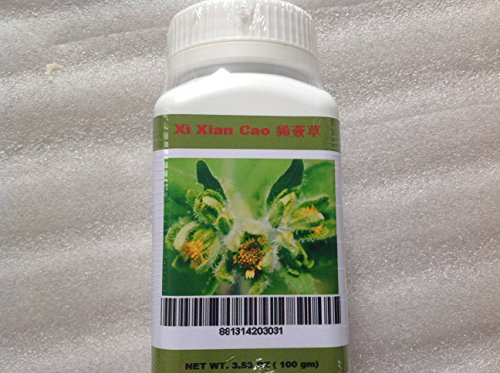 Xi Xian Cao 豨莶草
881314203031
NET WT. 3.53 OZ ( 100 gm)